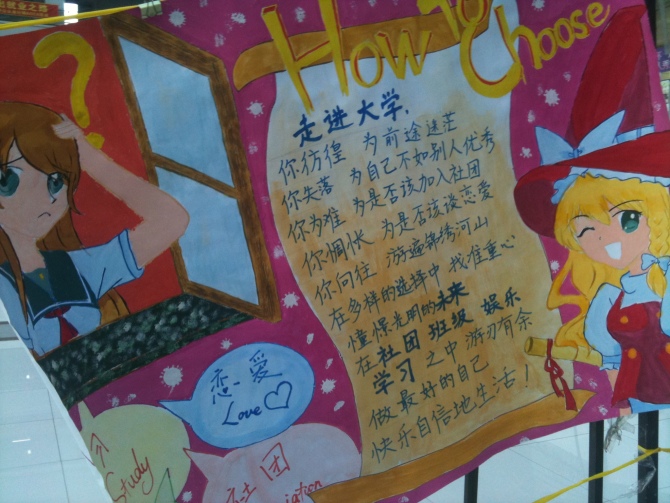 How to Choose
走进大学,
你彷徨 为前途迷茫
你失落 为自己不如别人优秀
你为难 为是否该加入社团
你惆怅 为是否该谈恋爱
你向往 游遍锦绣河山
在多样的选择中 找准重心
憧憬光明的未来
在社团 班级 娱乐
学习 之中 游刃有余
做最好的自己
快乐自信地生活!
?
恋爱
Love
Study
社团